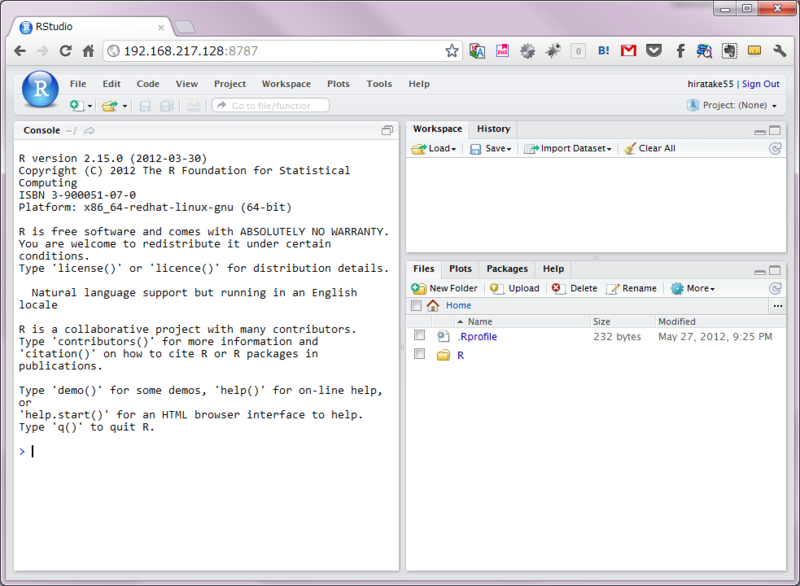 RStudio
192.168.217.128:8787
0
B!
R
File Edit Code View Project Workspace Plots Tools Help
hiratake55 | Sign Out
Go to file/function
Project: (None)
Console ~/
R version 2.15.0 (2012-03-30)
Copyright (C) 2012 The R Foundation for Statistical
Computing
ISBN 3-900051-07-0
Platform: x86_64-redhat-linux-gnu (64-bit)
R is free software and comes with ABSOLUTELY NO WARRANTY.
You are welcome to redistribute it under certain
conditions.
Type 'license()' or 'licence()' for distribution details.
Natural language support but running in an English
locale
R is a collaborative project with many contributors.
Type 'contributors()' for more information and
'citation()' on how to cite R or R packages in
publications.
Type 'demo()' for some demos, 'help()' for on-line help,
or
'help.start()' for an HTML browser interface to help.
Type 'q()' to quit R.
>
Workspace History
Load Save Import Dataset Clear All
Files Plots Packages Help
New Folder Upload Delete Rename More
Home ...
Name Size Modified
.Rprofile 232 bytes May 27, 2012, 9:25 PM
R